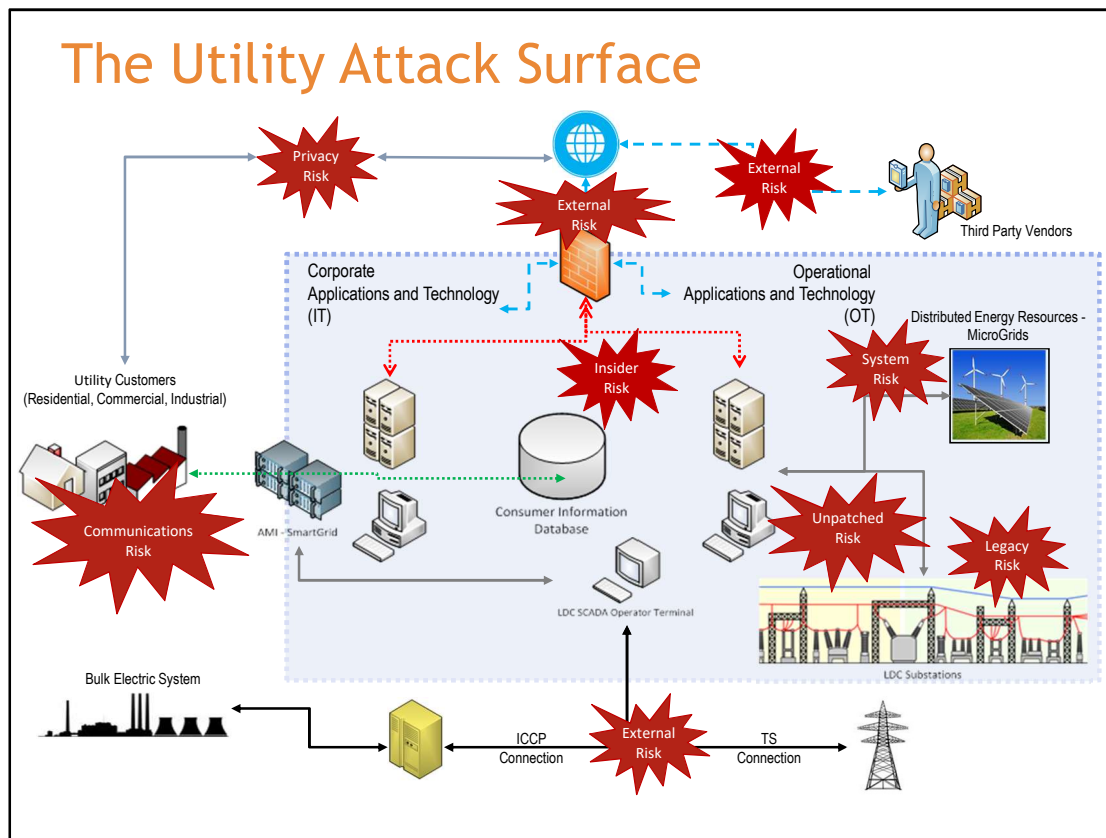 The Utility Attack Surface
Privacy
Risk
External
Risk
External
Risk
Third Party Vendors
Corporate
Applications and Technology
(IT)
Operational
Applications and Technology
(OT)
Distributed Energy Resources -
MicroGrids
System
Risk
Insider
Risk
Utility Customers
(Residential, Commercial, Industrial)
Communications
Risk
AMI - SmartGrid
Consumer Information
Database
Unpatched
Risk
Legacy
Risk
LDC SCADA Operator Terminal
LDC Substations
Bulk Electric System
ICCP
Connection
External
Risk
TS
Connection